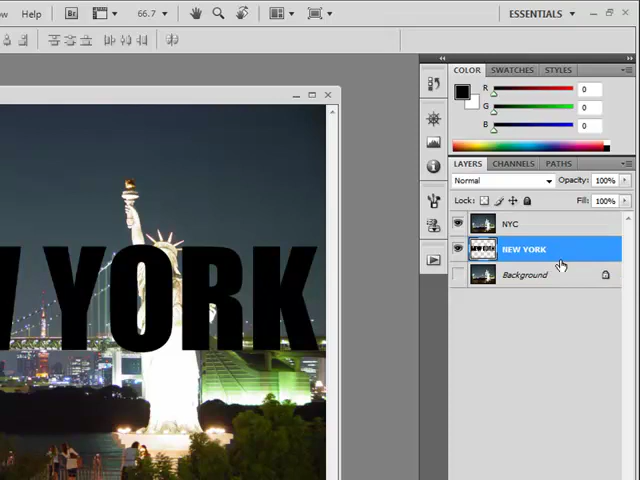 w Help Br 66.7 ESSENTIALS
COLOR SWATCHES STYLES
R 0
G 0
B 0
LAYERS CHANNELS PATHS
Normal Opacity: 100%
Lock: Fill: 100%
NYC
NEW YORK
Background
W YORK